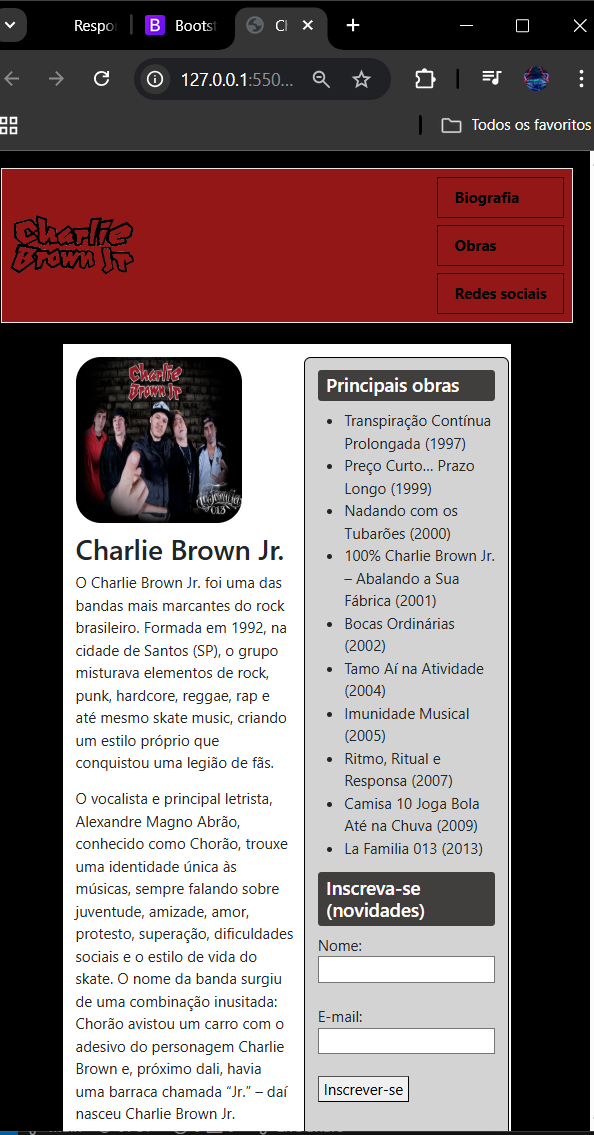 Respo
Bootst
Cl
127.0.0.1:550...
Todos os favoritos
Charlie
Brown Jr
Biografia
Obras
Redes sociais
Charlie
Brown Jr
La Familia
013
Charlie Brown Jr.
O Charlie Brown Jr. foi uma das
bandas mais marcantes do rock
brasileiro. Formada em 1992, na
cidade de Santos (SP), o grupo
misturava elementos de rock,
punk, hardcore, reggae, rap e
até mesmo skate music, criando
um estilo próprio que
conquistou uma legião de fãs.
O vocalista e principal letrista,
Alexandre Magno Abrão,
conhecido como Chorão, trouxe
uma identidade única às
músicas, sempre falando sobre
juventude, amizade, amor,
protesto, superação, dificuldades
sociais e o estilo de vida do
skate. O nome da banda surgiu
de uma combinação inusitada:
Chorão avistou um carro com o
adesivo do personagem Charlie
Brown e, próximo dali, havia
uma barraca chamada “Jr.” – daí
nasceu Charlie Brown Jr.
Principais obras
Transpiração Contínua
Prolongada (1997)
Preço Curto... Prazo
Longo (1999)
Nadando com os
Tubarões (2000)
100% Charlie Brown Jr.
– Abalando a Sua
Fábrica (2001)
Bocas Ordinárias
(2002)
Tamo Aí na Atividade
(2004)
Imunidade Musical
(2005)
Ritmo, Ritual e
Responsa (2007)
Camisa 10 Joga Bola
Até na Chuva (2009)
La Familia 013 (2013)
Inscreva-se
(novidades)
Nome:
E-mail:
Inscrever-se